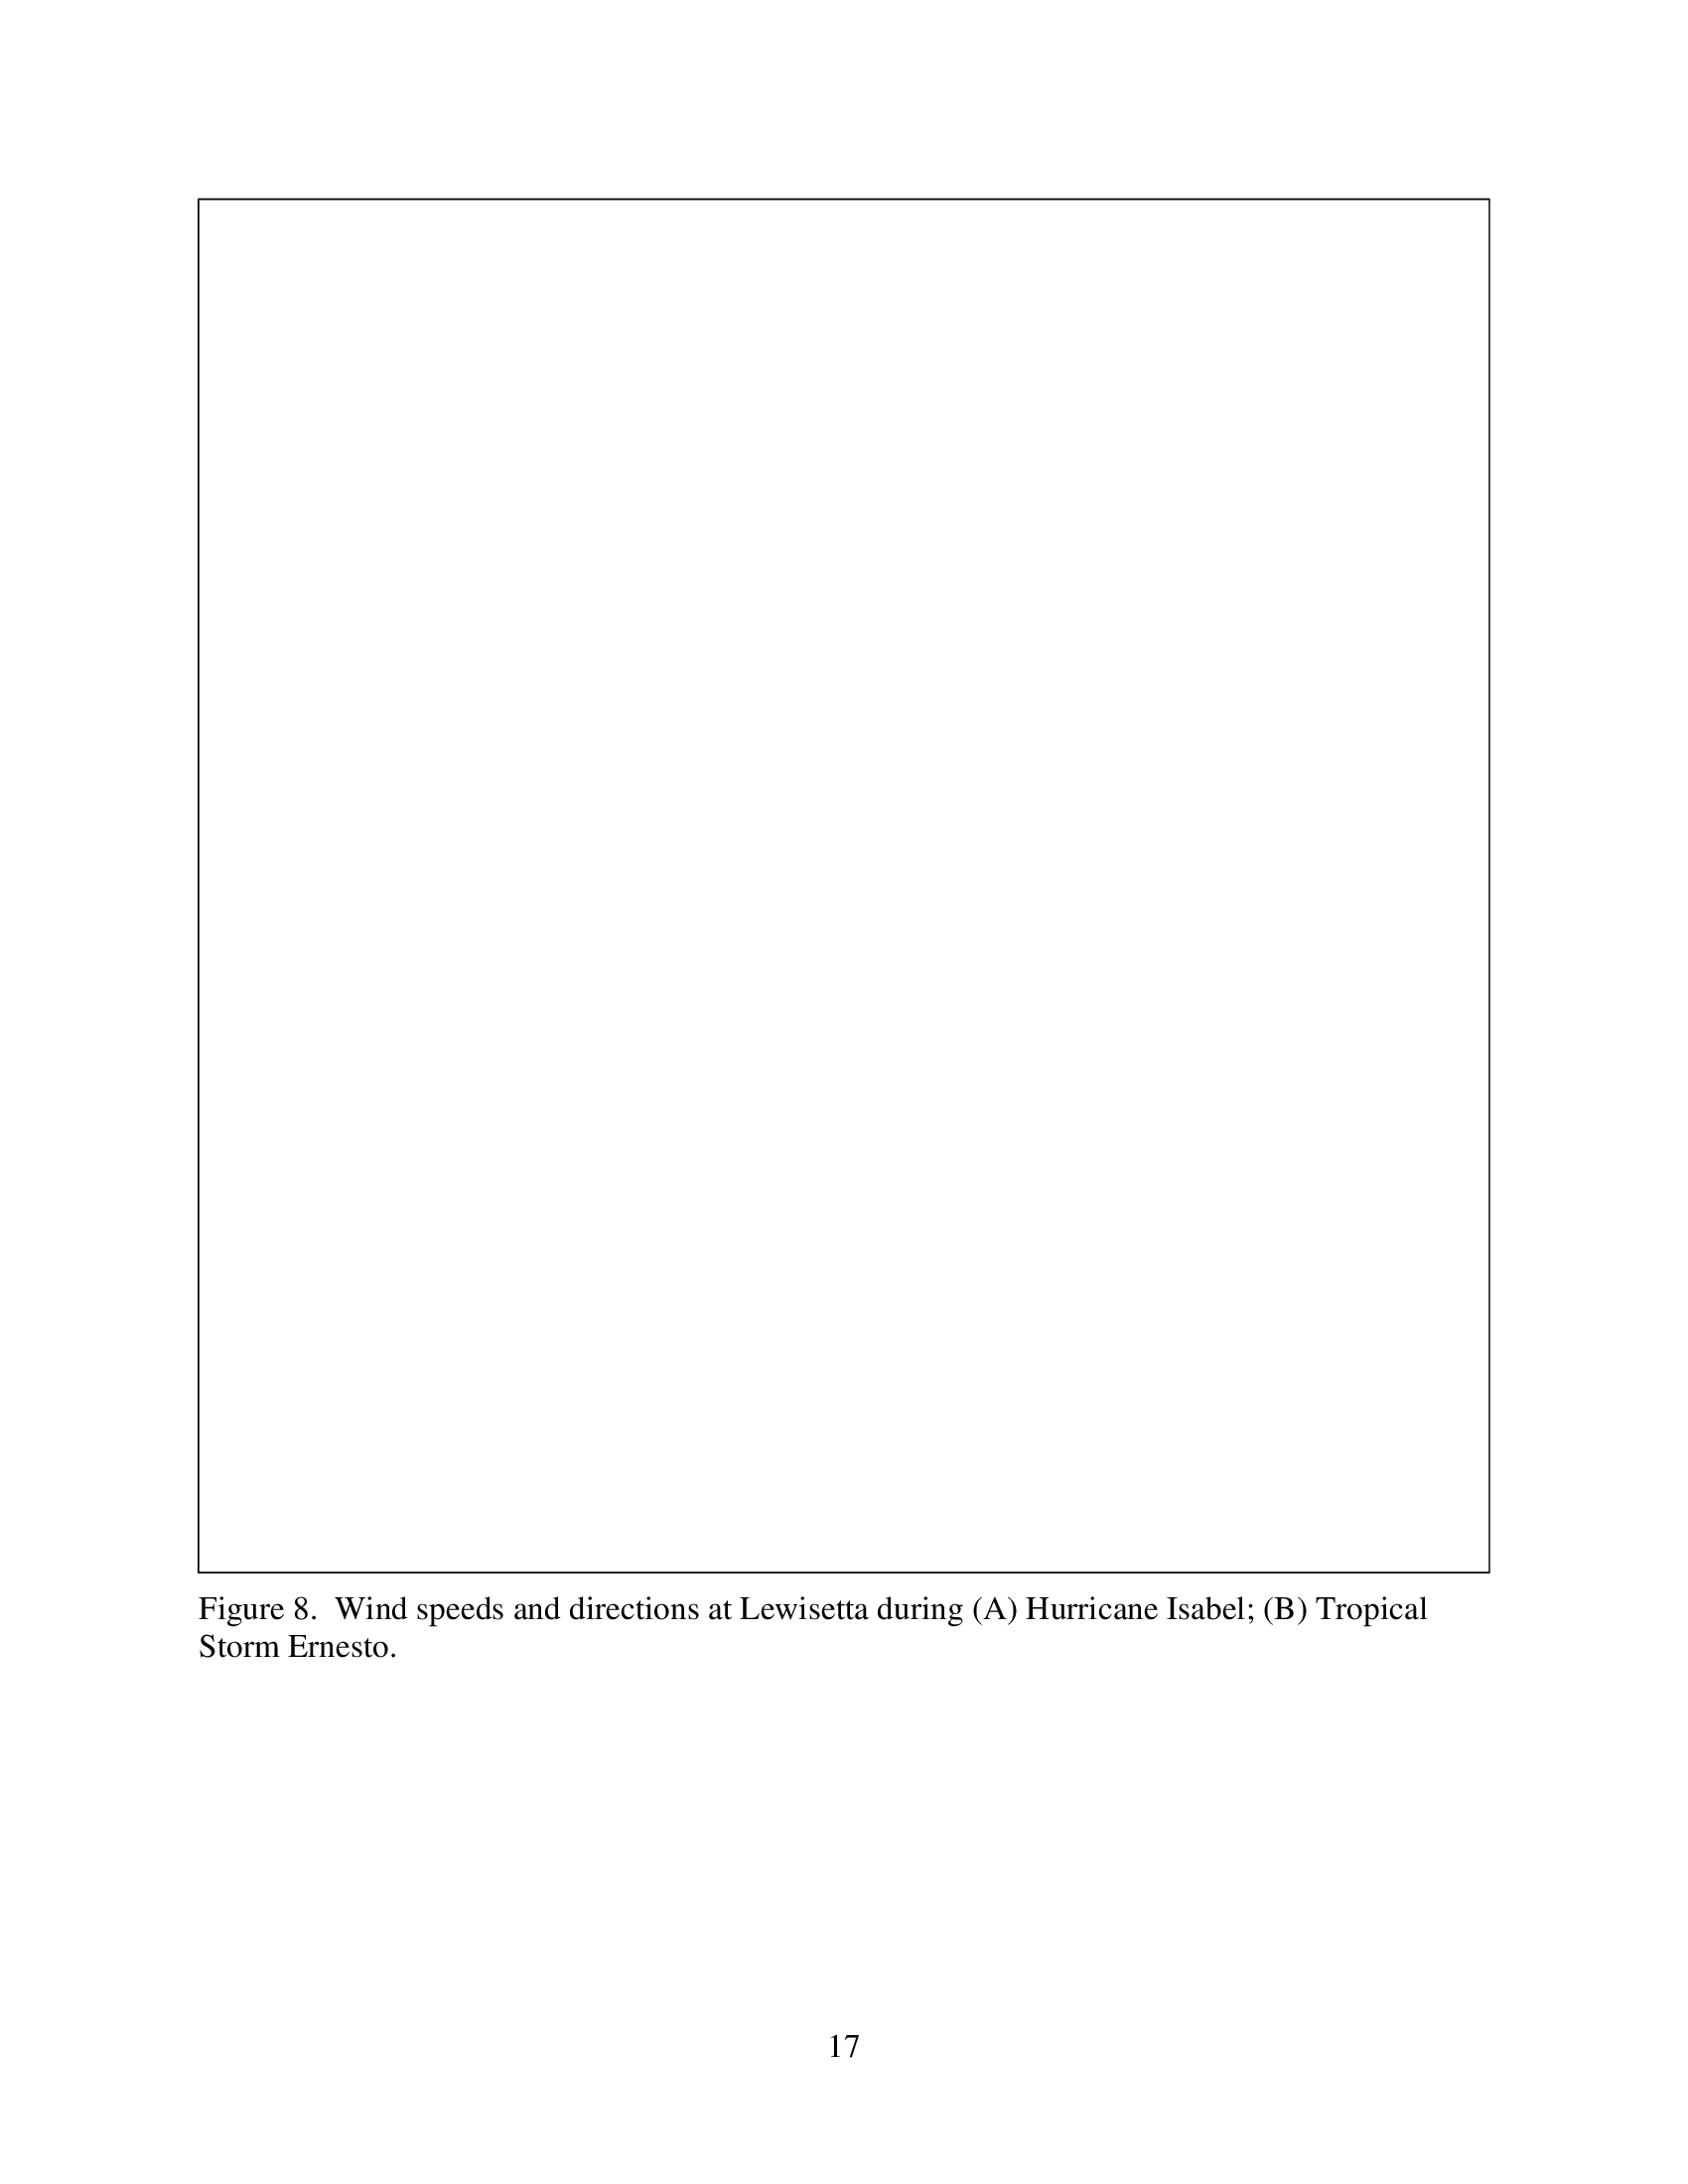 Figure 8.  Wind speeds and directions at Lewisetta during (A) Hurricane Isabel; (B) Tropical
Storm Ernesto.
17